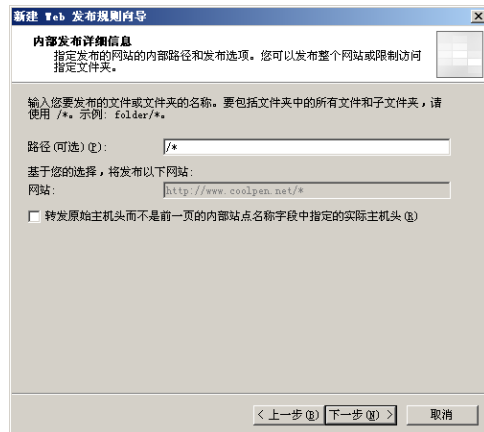 新建 Web 发布规则向导
内部发布详细信息
指定发布的网站的内部路径和发布选项。您可以发布整个网站或限制访问
指定文件夹。
输入您要发布的文件或文件夹的名称。要包括文件夹中的所有文件和子文件夹，请
使用 /*。示例: folder/*。
路径(可选)(P): /*
基于您的选择，将发布以下网站:
网站: http://www.coolpen.net/*
转发原始主机头而不是前一页的内部站点名称字段中指定的实际主机头(R)
< 上一步(B) 下一步(N) > 取消